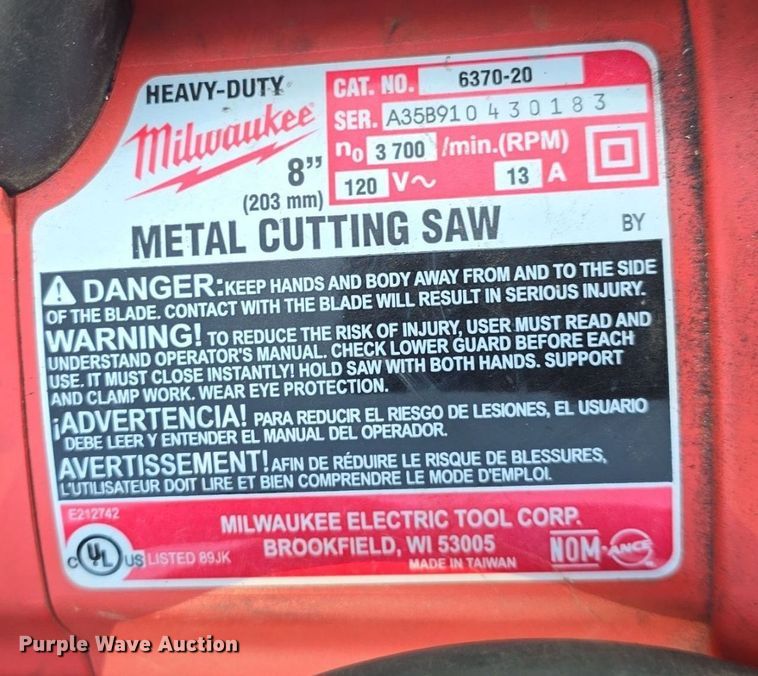 HEAVY-DUTY
Milwaukee
8"
(203 mm)
CAT. NO. 6370-20
SER. A35B910430183
n0 3 700 /min.(RPM)
120 V~ 13 A
METAL CUTTING SAW BY
DANGER: KEEP HANDS AND BODY AWAY FROM AND TO THE SIDE
OF THE BLADE. CONTACT WITH THE BLADE WILL RESULT IN SERIOUS INJURY.
WARNING! TO REDUCE THE RISK OF INJURY, USER MUST READ AND
UNDERSTAND OPERATOR'S MANUAL. CHECK LOWER GUARD BEFORE EACH
USE. IT MUST CLOSE INSTANTLY! HOLD SAW WITH BOTH HANDS. SUPPORT
AND CLAMP WORK. WEAR EYE PROTECTION.
¡ADVERTENCIA! PARA REDUCIR EL RIESGO DE LESIONES, EL USUARIO
DEBE LEER Y ENTENDER EL MANUAL DEL OPERADOR.
AVERTISSEMENT! AFIN DE RÉDUIRE LE RISQUE DE BLESSURES,
L'UTILISATEUR DOIT LIRE ET BIEN COMPRENDRE LE MODE D'EMPLOI.
E212742
C UL US LISTED 89JK
MILWAUKEE ELECTRIC TOOL CORP.
BROOKFIELD, WI 53005
MADE IN TAIWAN
NOM-ANCE
Purple Wave Auction